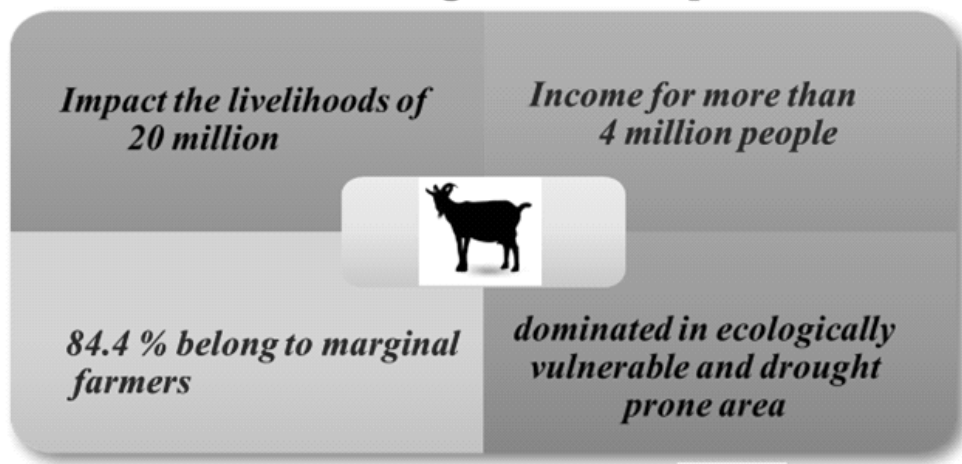 Impact the livelihoods of
20 million
Income for more than
4 million people
84.4 % belong to marginal
farmers
dominated in ecologically
vulnerable and drought
prone area